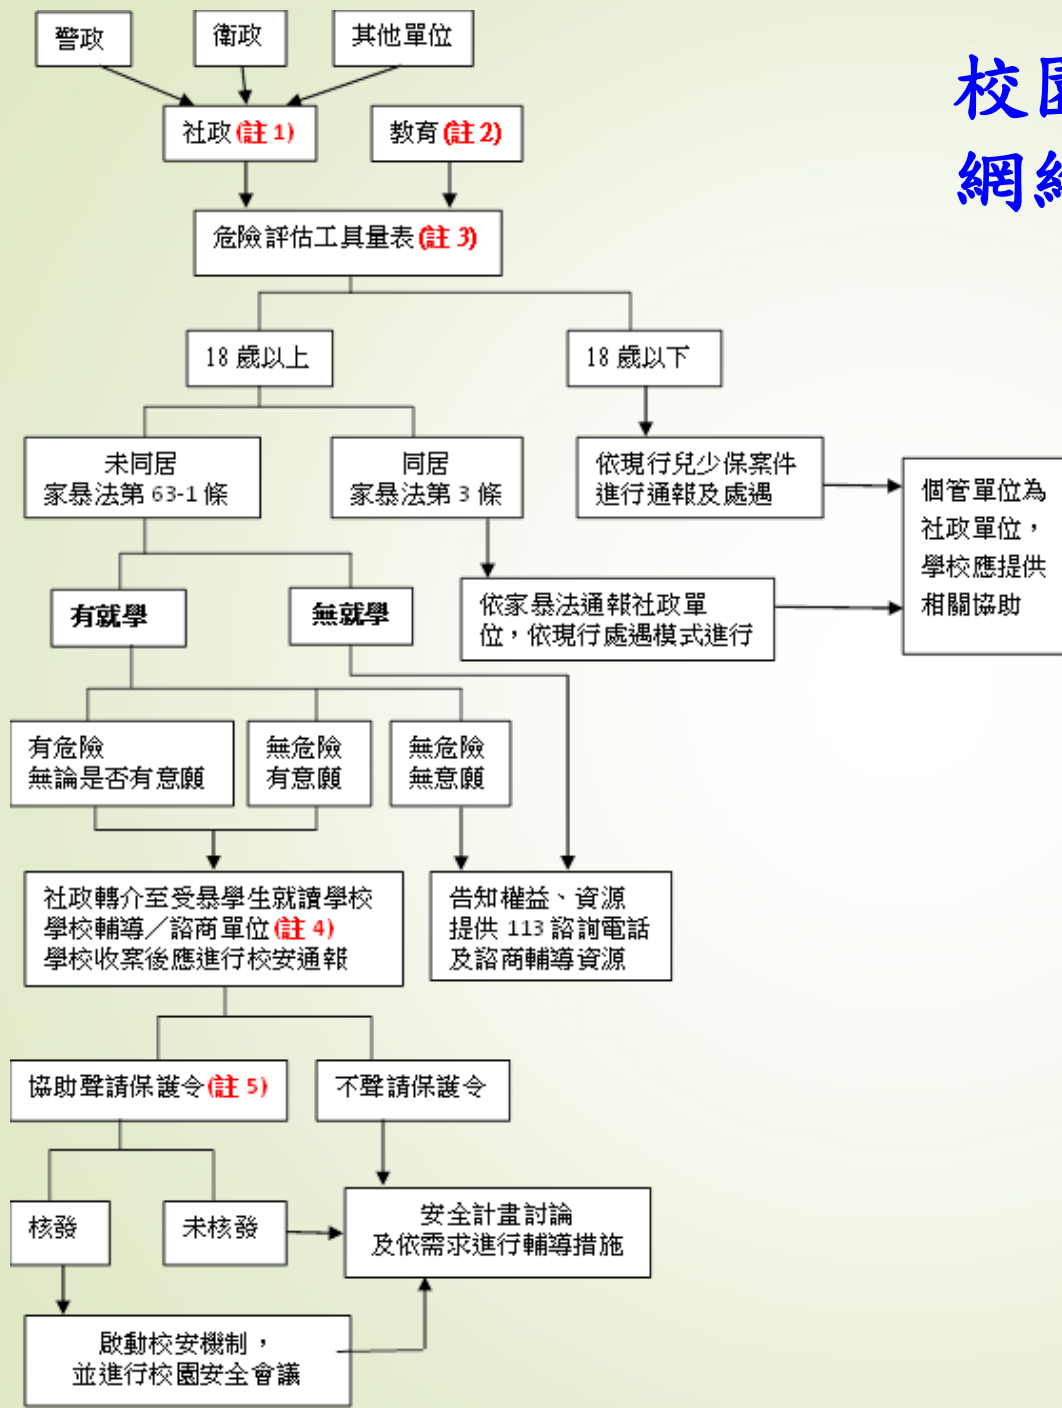 警政
衛政
其他單位
校園
網絡
社政(註 1)
教育(註 2)
危險評估工具量表(註 3)
18 歲以上
18 歲以下
未同居
家暴法第 63-1 條
同居
家暴法第 3 條
依現行兒少保案件
進行通報及處遇
個管單位為
社政單位，
學校應提供
相關協助
有就學
無就學
依家暴法通報社政單
位，依現行處遇模式進行
有危險
無論是否有意願
無危險
有意願
無危險
無意願
社政轉介至受暴學生就讀學校
學校輔導／諮商單位(註 4)
學校收案後應進行校安通報
告知權益、資源
提供 113 諮詢電話
及諮商輔導資源
協助聲請保護令(註 5)
不聲請保護令
核發
未核發
安全計畫討論
及依需求進行輔導措施
啟動校安機制，
並進行校園安全會議